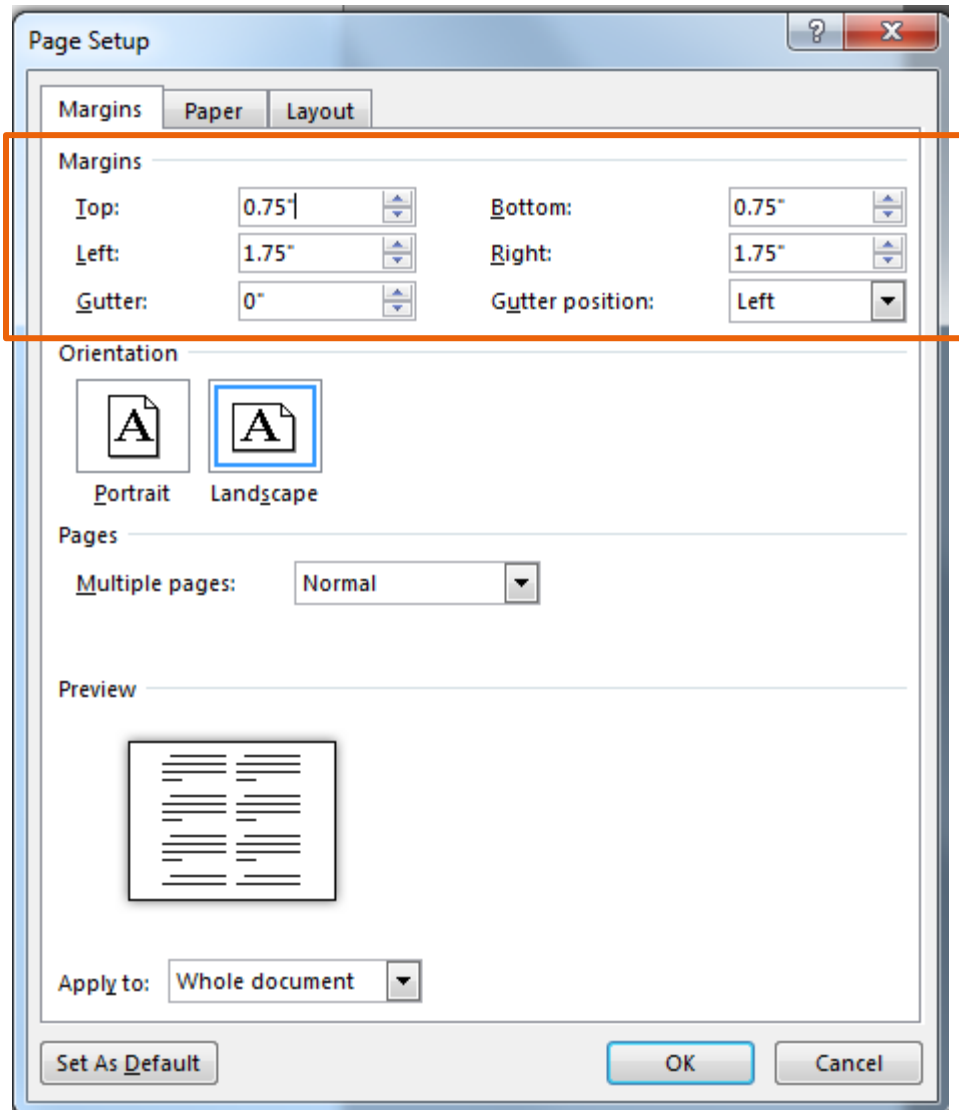 Page Setup
Margins Paper Layout
Margins
Top: 0.75" Bottom: 0.75"
Left: 1.75" Right: 1.75"
Gutter: 0" Gutter position: Left
Orientation
A A
Portrait Landscape
Pages
Multiple pages: Normal
Preview
Apply to: Whole document
Set As Default OK Cancel